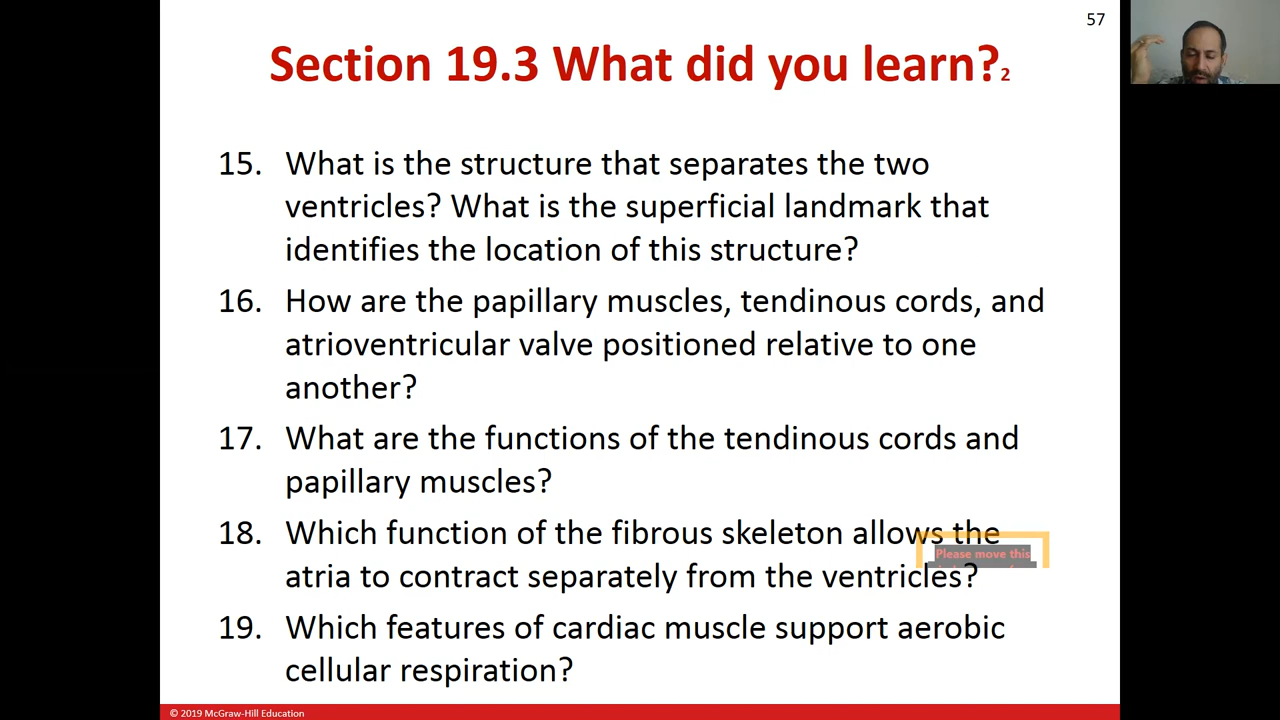 57
Section 19.3 What did you learn?2
15. What is the structure that separates the two
ventricles? What is the superficial landmark that
identifies the location of this structure?
16. How are the papillary muscles, tendinous cords, and
atrioventricular valve positioned relative to one
another?
17. What are the functions of the tendinous cords and
papillary muscles?
18. Which function of the fibrous skeleton allows the
Please move this
atria to contract separately from the ventricles?
19. Which features of cardiac muscle support aerobic
cellular respiration?
© 2019 McGraw-Hill Education